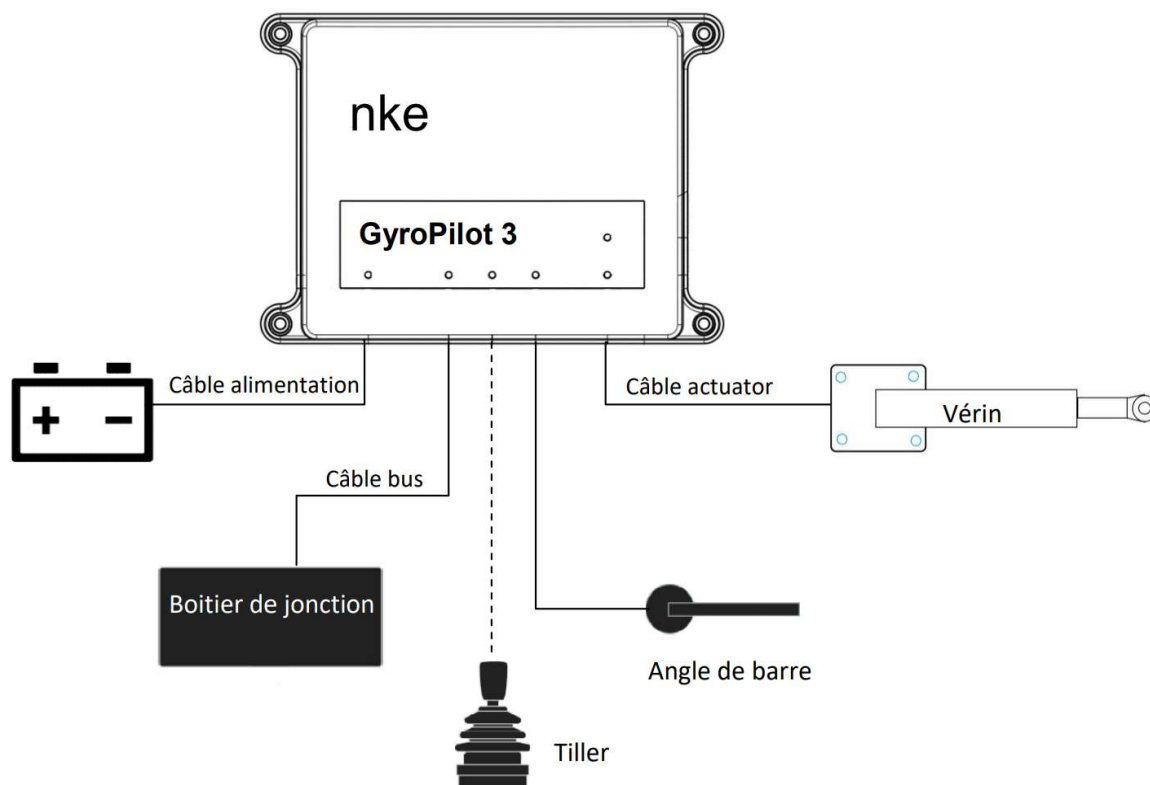 nke
GyroPilot 3
Câble alimentation
Câble actuator
+ -
Vérin
Câble bus
Boitier de jonction
Angle de barre
Tiller